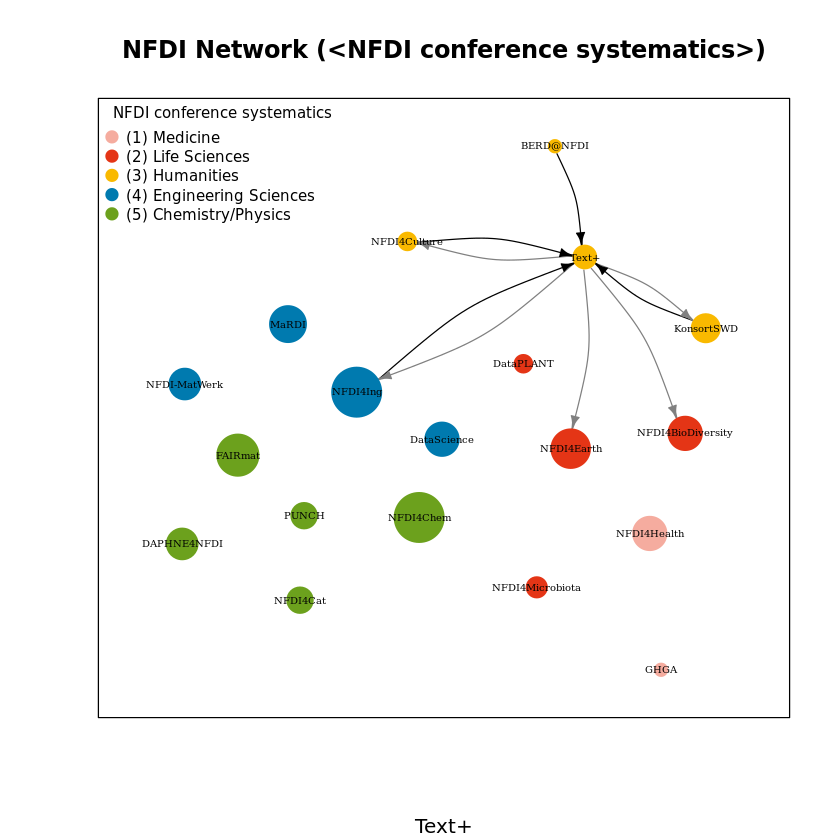 NFDI Network (<NFDI conference systematics>)
NFDI conference systematics
(1) Medicine
(2) Life Sciences
(3) Humanities
(4) Engineering Sciences
(5) Chemistry/Physics
BERD@NFDI
NFDI4Culture
Text+
MaRDI
KonsortSWD
DataPLANT
NFDI-MatWerk
NFDI4Ing
NFDI4BioDiversity
DataScience
NFDI4Earth
FAIRmat
PUNCH
NFDI4Chem
NFDI4Health
DAPHNE4NFDI
NFDI4Microbiota
NFDI4Cat
GHGA
Text+